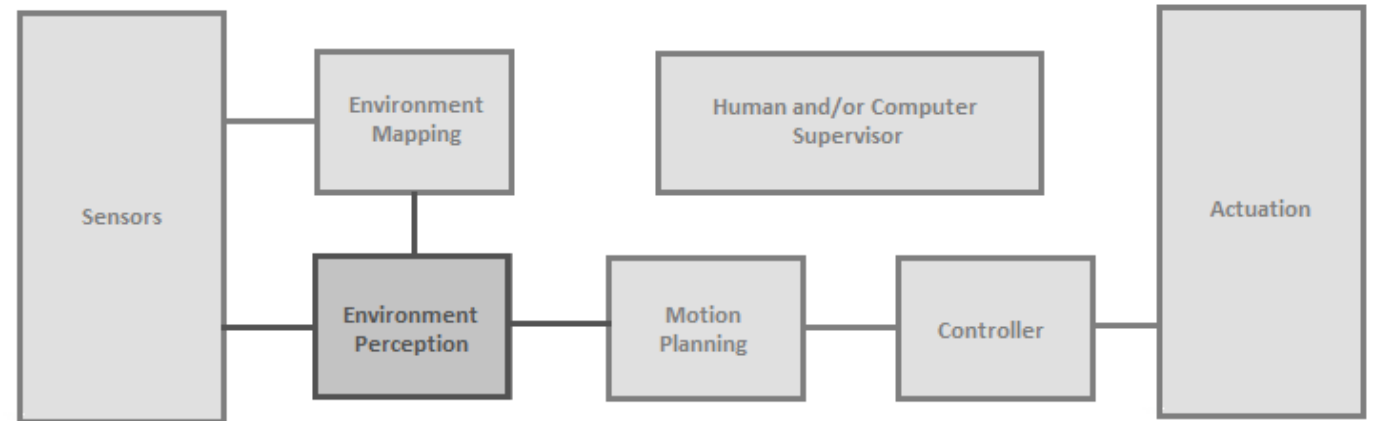 Sensors
Environment
Mapping
Environment
Perception
Human and/or Computer
Supervisor
Motion
Planning
Controller
Actuation